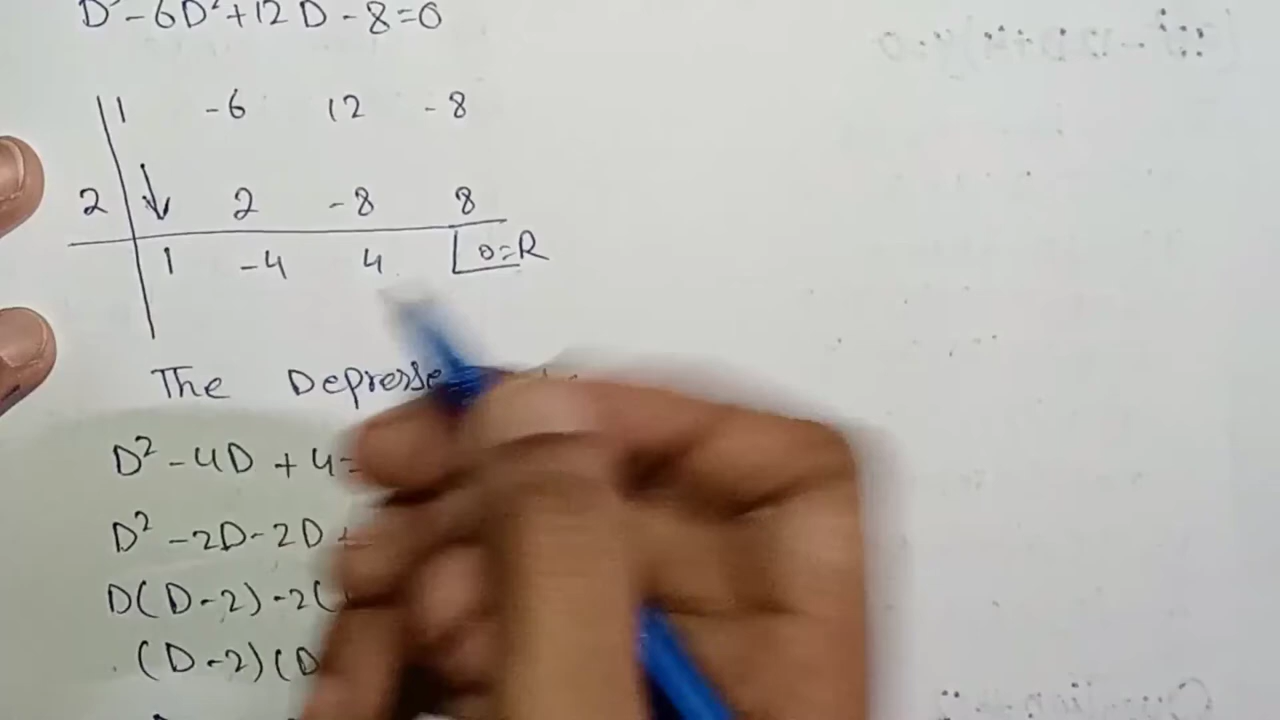 D³-6D²+12D-8=0
1 -6 12 -8
2 ↓ 2 -8 8
1 -4 4 0=R
The Depresse
D²-4D+4=
D²-2D-2D+
D(D-2)-2(
(D-2)(D